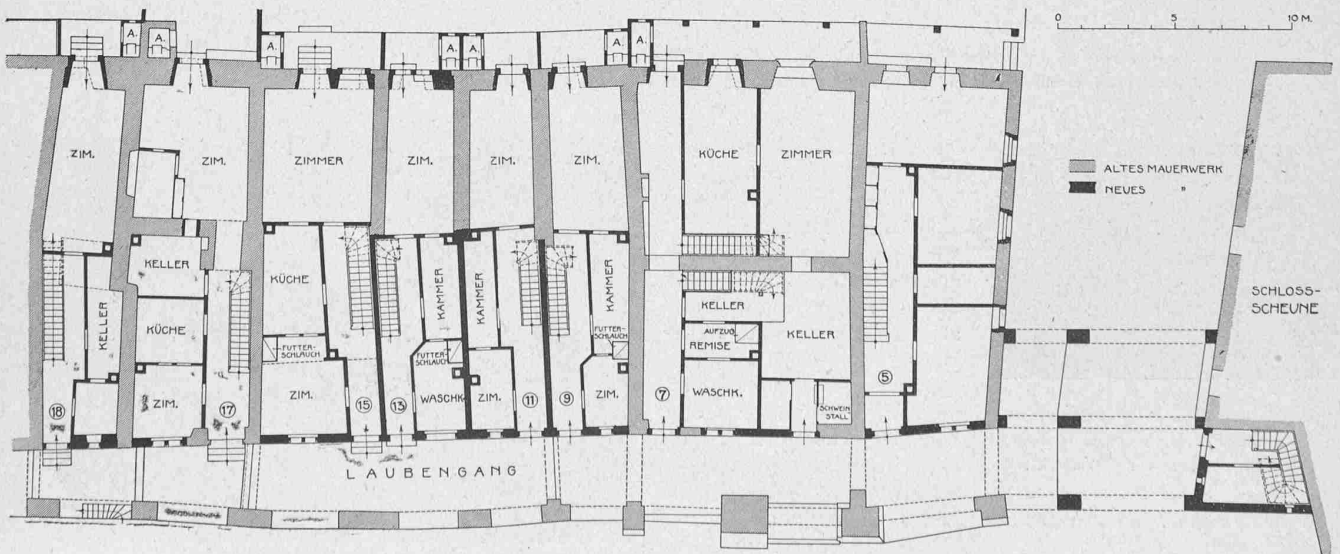 A. A. A. A. A. A. A.
0 5 10 M.
ZIM. ZIM. ZIMMER ZIM. ZIM. ZIM. KÜCHE ZIMMER
ALTES MAUERWERK
NEUES "
KELLER
KELLER
KÜCHE
KAMMER
KAMMER
KAMMER
KELLER
KELLER
SCHLOSS-
SCHEUNE
KÜCHE
FUTTER-
SCHLAUCH
FUTTER-
SCHLAUCH
FUTTER-
SCHLAUCH
AUFZUG
REMISE
ZIM.
ZIM.
WASCHK.
ZIM.
ZIM.
WASCHK.
SCHWEIN
STALL
18 17 15 13 11 9 7 5
LAUBENGANG